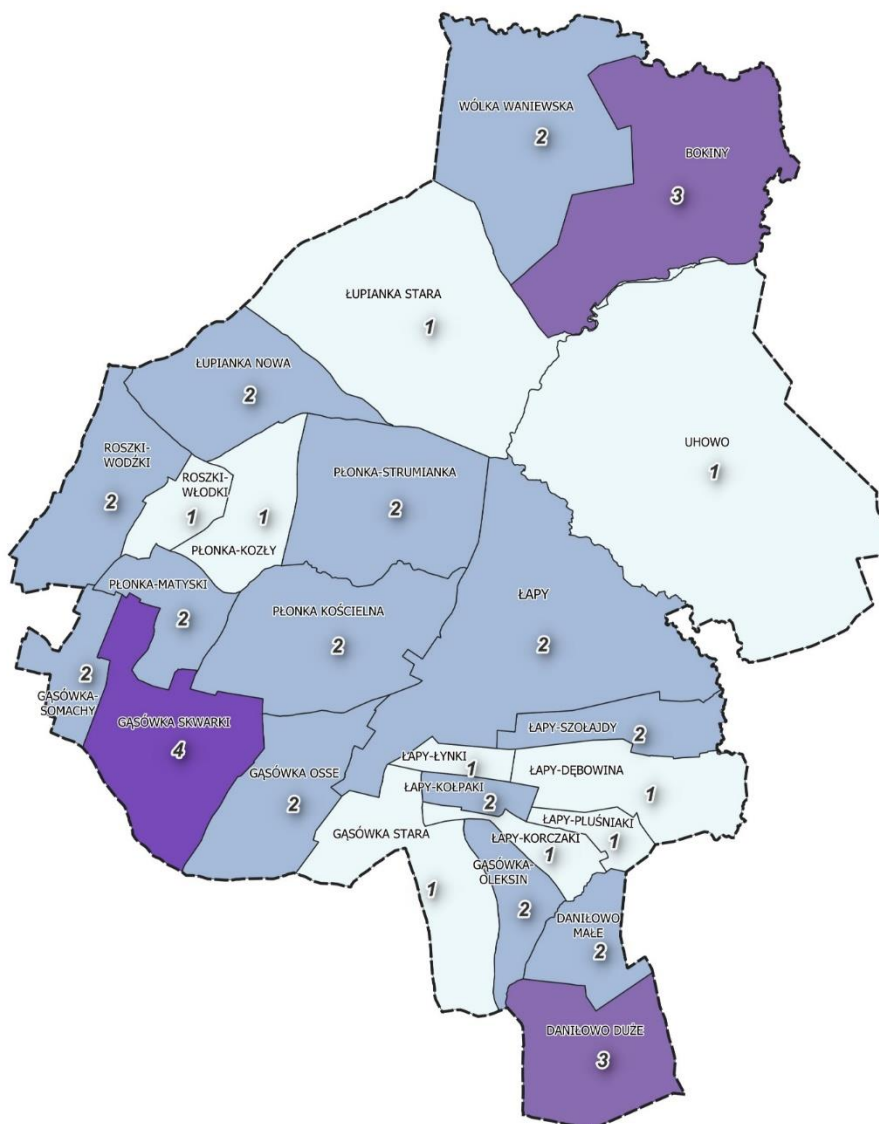 WÓLKA WANIEWSKA
2
BOKINY
3
ŁUPIANKA STARA
1
ŁUPIANKA NOWA
2
UHOWO
1
ROSZKI-
WODŹKI
2
ROSZKI-
WŁODKI
1
PŁONKA-KOZŁY
1
PŁONKA-STRUMIANKA
2
PŁONKA-MATYSKI
2
PŁONKA KOŚCIELNA
2
ŁAPY
2
GĄSÓWKA-
SOMACHY
2
GĄSÓWKA SKWARKI
4
GĄSÓWKA OSSE
2
ŁAPY-SZOŁAJDY
2
ŁAPY-ŁYNKI
1
ŁAPY-DĘBOWINA
1
ŁAPY-KOŁPAKI
2
ŁAPY-PLUŚNIAKI
1
GĄSÓWKA STARA
1
ŁAPY-KORCZAKI
1
GĄSÓWKA-
OLEKSIN
2
DANIŁOWO
MAŁE
2
DANIŁOWO DUŻE
3